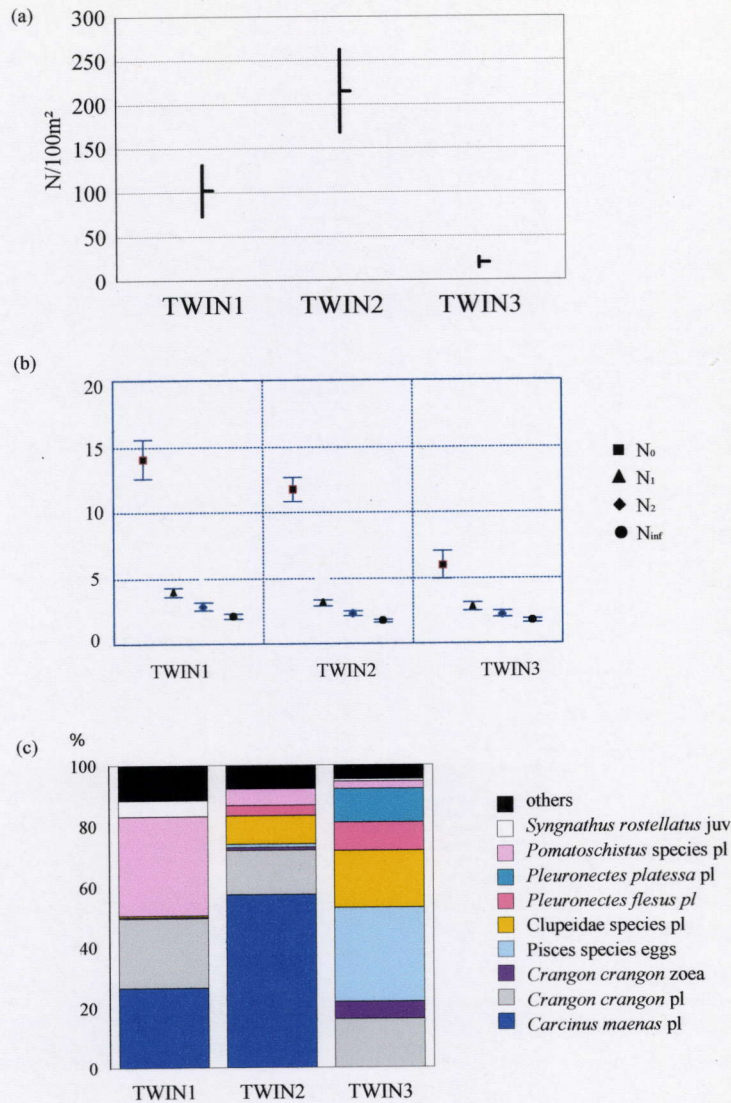 (a)
300
250
200
150
100
50
0
N/100m²
TWIN1 TWIN2 TWIN3
(b)
20
15
10
5
0
TWIN1 TWIN2 TWIN3
N₀
N₁
N₂
Ninf
(c)
%
100
80
60
40
20
0
TWIN1 TWIN2 TWIN3
others
Syngnathus rostellatus juv
Pomatoschistus species pl
Pleuronectes platessa pl
Pleuronectes flesus pl
Clupeidae species pl
Pisces species eggs
Crangon crangon zoea
Crangon crangon pl
Carcinus maenas pl